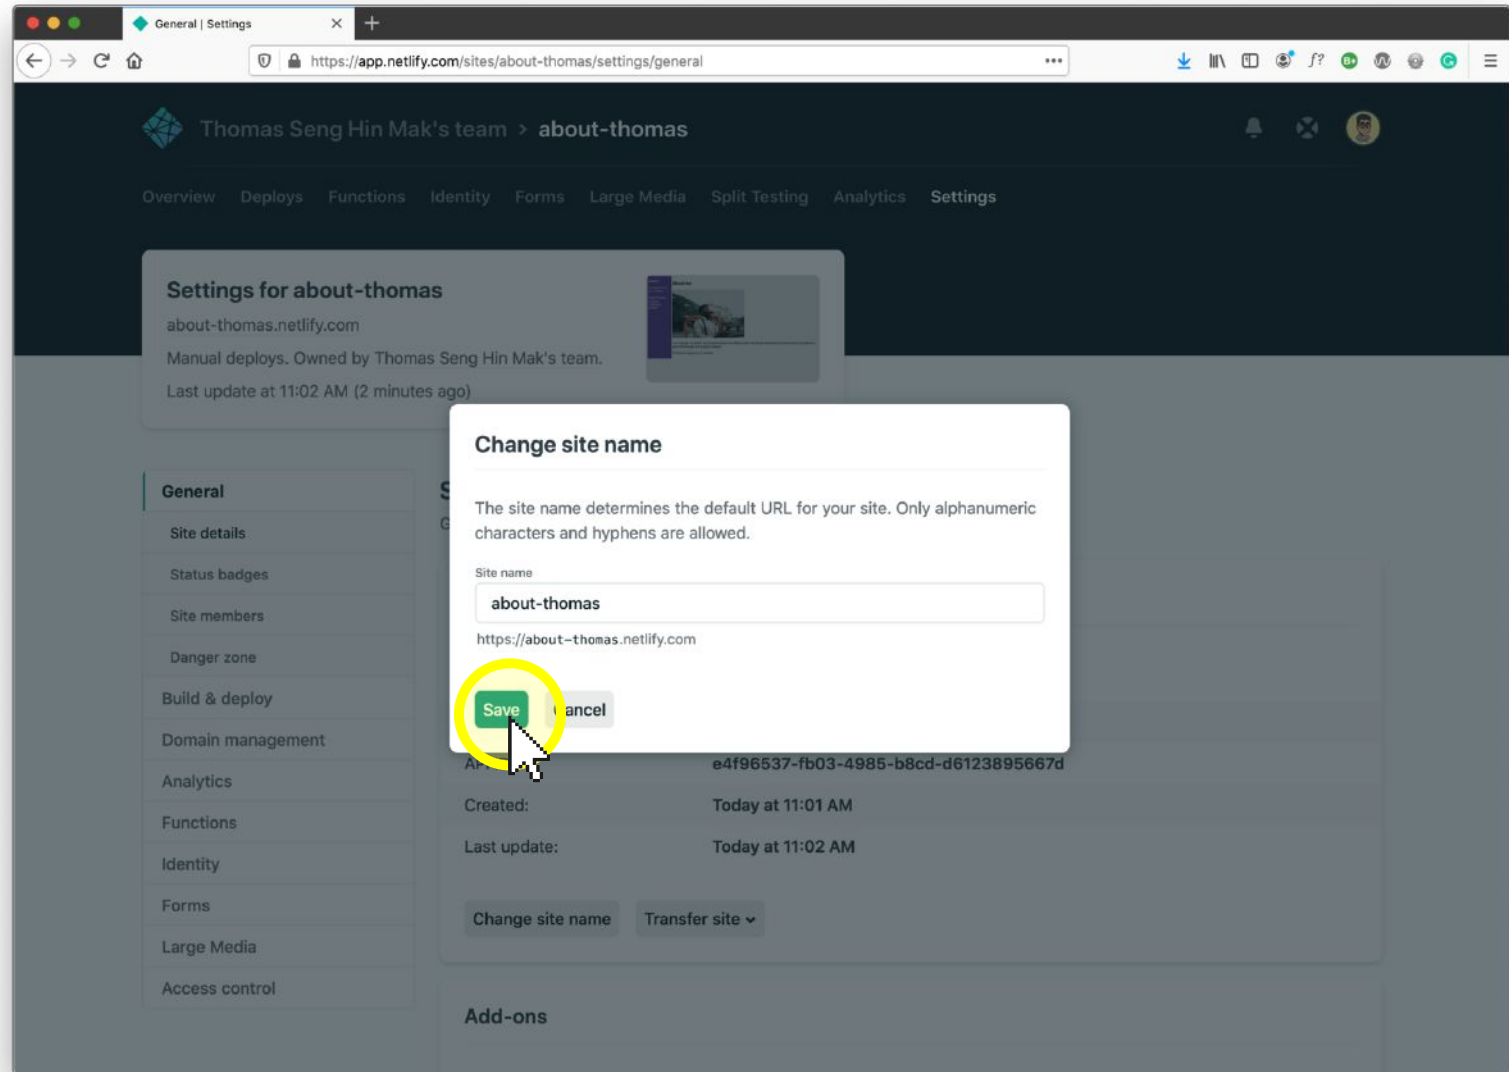 General | Settings
https://app.netlify.com/sites/about-thomas/settings/general
Thomas Seng Hin Mak's team > about-thomas
Overview Deploys Functions Identity Forms Large Media Split Testing Analytics Settings
Settings for about-thomas
about-thomas.netlify.com
Manual deploys. Owned by Thomas Seng Hin Mak's team.
Last update at 11:02 AM (2 minutes ago)
Change site name
The site name determines the default URL for your site. Only alphanumeric
characters and hyphens are allowed.
Site name
about-thomas
https://about-thomas.netlify.com
Save Cancel
General
Site details
Status badges
Site members
Danger zone
Build & deploy
Domain management
Analytics
Functions
Identity
Forms
Large Media
Access control
e4f96537-fb03-4985-b8cd-d6123895667d
Created: Today at 11:01 AM
Last update: Today at 11:02 AM
Change site name Transfer site
Add-ons